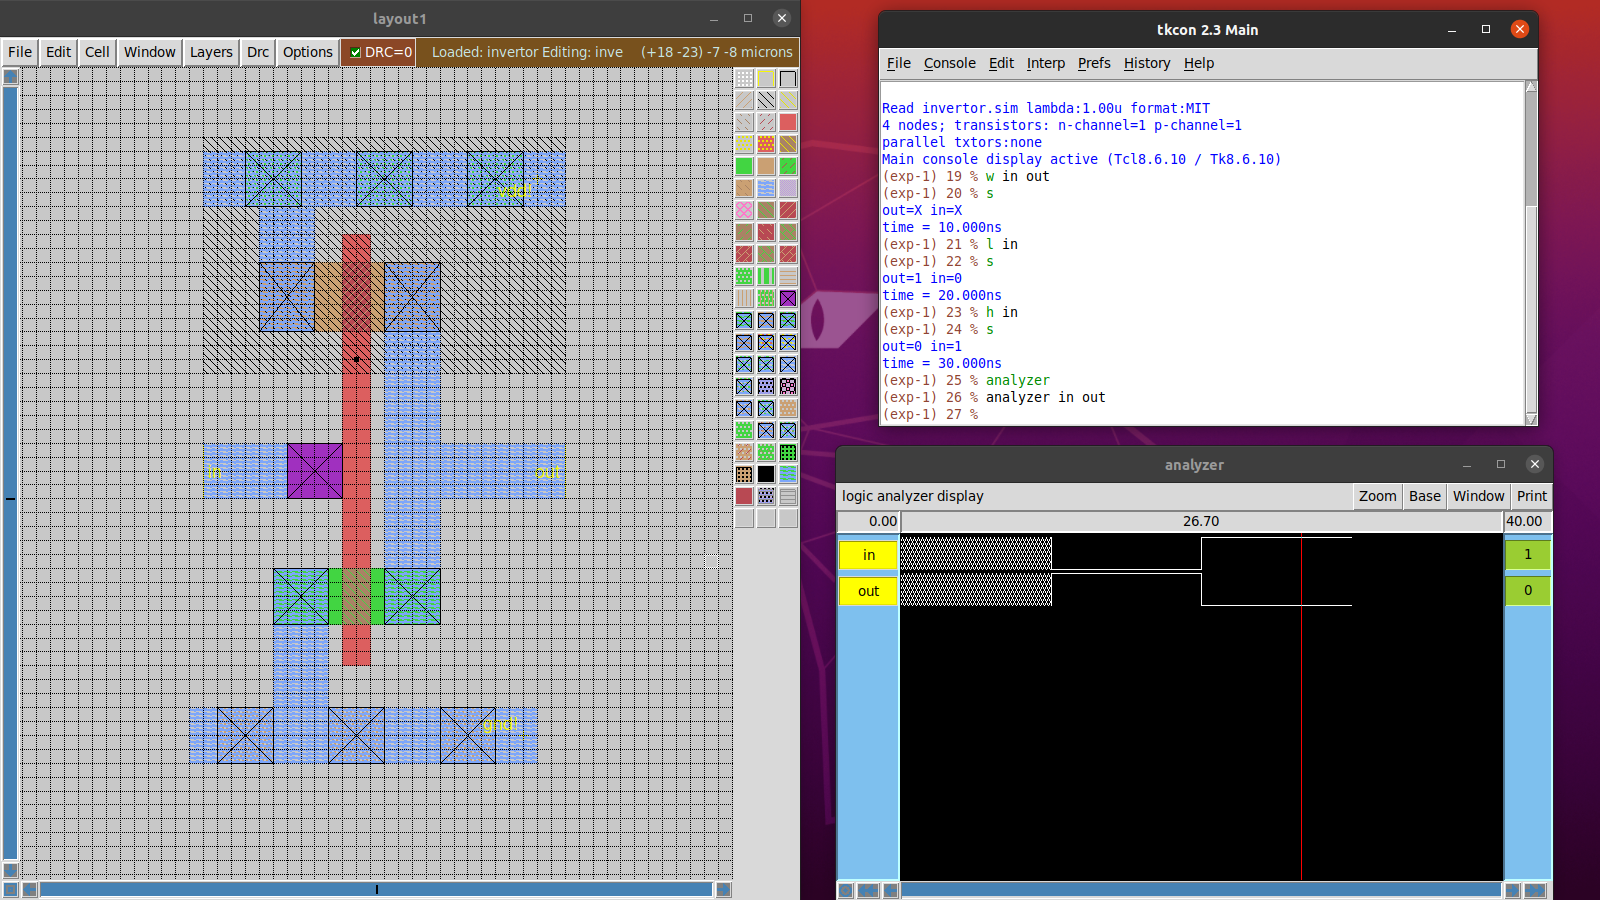 layout1
File Edit Cell Window Layers Drc Options DRC=0 Loaded: invertor Editing: inve (+18 -23) -7 -8 microns
vdd!
in
out
gnd!
tkcon 2.3 Main
File Console Edit Interp Prefs History Help
Read invertor.sim lambda:1.00u format:MIT
4 nodes; transistors: n-channel=1 p-channel=1
parallel txtors:none
Main console display active (Tcl8.6.10 / Tk8.6.10)
(exp-1) 19 % w in out
(exp-1) 20 % s
out=X in=X
time = 10.000ns
(exp-1) 21 % l in
(exp-1) 22 % s
out=1 in=0
time = 20.000ns
(exp-1) 23 % h in
(exp-1) 24 % s
out=0 in=1
time = 30.000ns
(exp-1) 25 % analyzer
(exp-1) 26 % analyzer in out
(exp-1) 27 %
analyzer
logic analyzer display Zoom Base Window Print
0.00 26.70 40.00
in 1
out 0